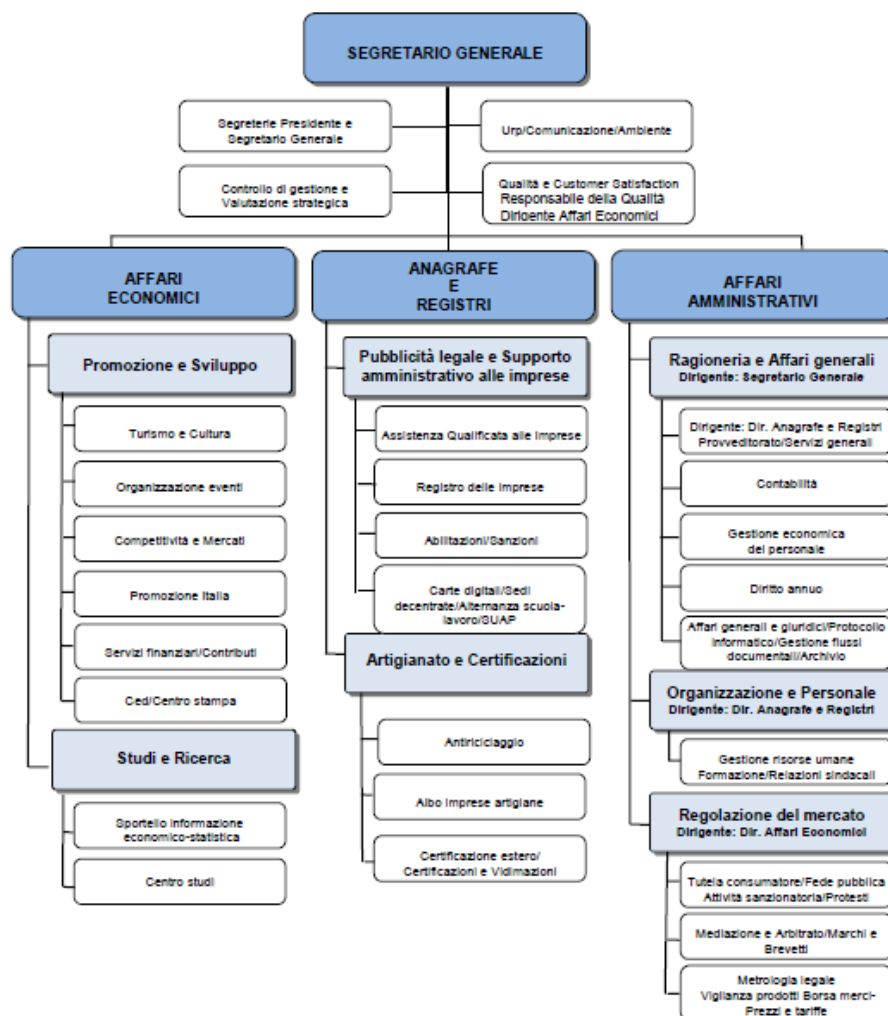 SEGRETARIO GENERALE
Segreterie Presidente e
Segretario Generale
Urp/Comunicazione/Ambiente
Controllo di gestione e
Valutazione strategica
Qualità e Customer Satisfaction
Responsabile della Qualità
Dirigente Affari Economici
AFFARI
ECONOMICI
Promozione e Sviluppo
Turismo e Cultura
Organizzazione eventi
Competitività e Mercati
Promozione Italia
Servizi finanziari/Contributi
Ced/Centro stampa
Studi e Ricerca
Sportello informazione
economico-statistica
Centro studi
ANAGRAFE
E
REGISTRI
Pubblicità legale e Supporto
amministrativo alle imprese
Assistenza Qualificata alle imprese
Registro delle imprese
Abilitazioni/Sanzioni
Carte digitali/Sedi
decentrate/Alternanza scuola-
lavoro/SUAP
Artigianato e Certificazioni
Antiriciclaggio
Albo imprese artigiane
Certificazione estero/
Certificazioni e Vidimazioni
AFFARI
AMMINISTRATIVI
Ragioneria e Affari generali
Dirigente: Segretario Generale
Dirigente: Dir. Anagrafe e Registri
Provveditorato/Servizi generali
Contabilità
Gestione economica
del personale
Diritto annuo
Affari generali e giuridici/Protocollo
informatico/Gestione flussi
documentali/Archivio
Organizzazione e Personale
Dirigente: Dir. Anagrafe e Registri
Gestione risorse umane
Formazione/Relazioni sindacali
Regolazione del mercato
Dirigente: Dir. Affari Economici
Tutela consumatore/Fede pubblica
Attività sanzionatoria/Protesti
Mediazione e Arbitrato/Marchi e
Brevetti
Metrologia legale
Vigilanza prodotti Borsa merci-
Prezzi e tariffe